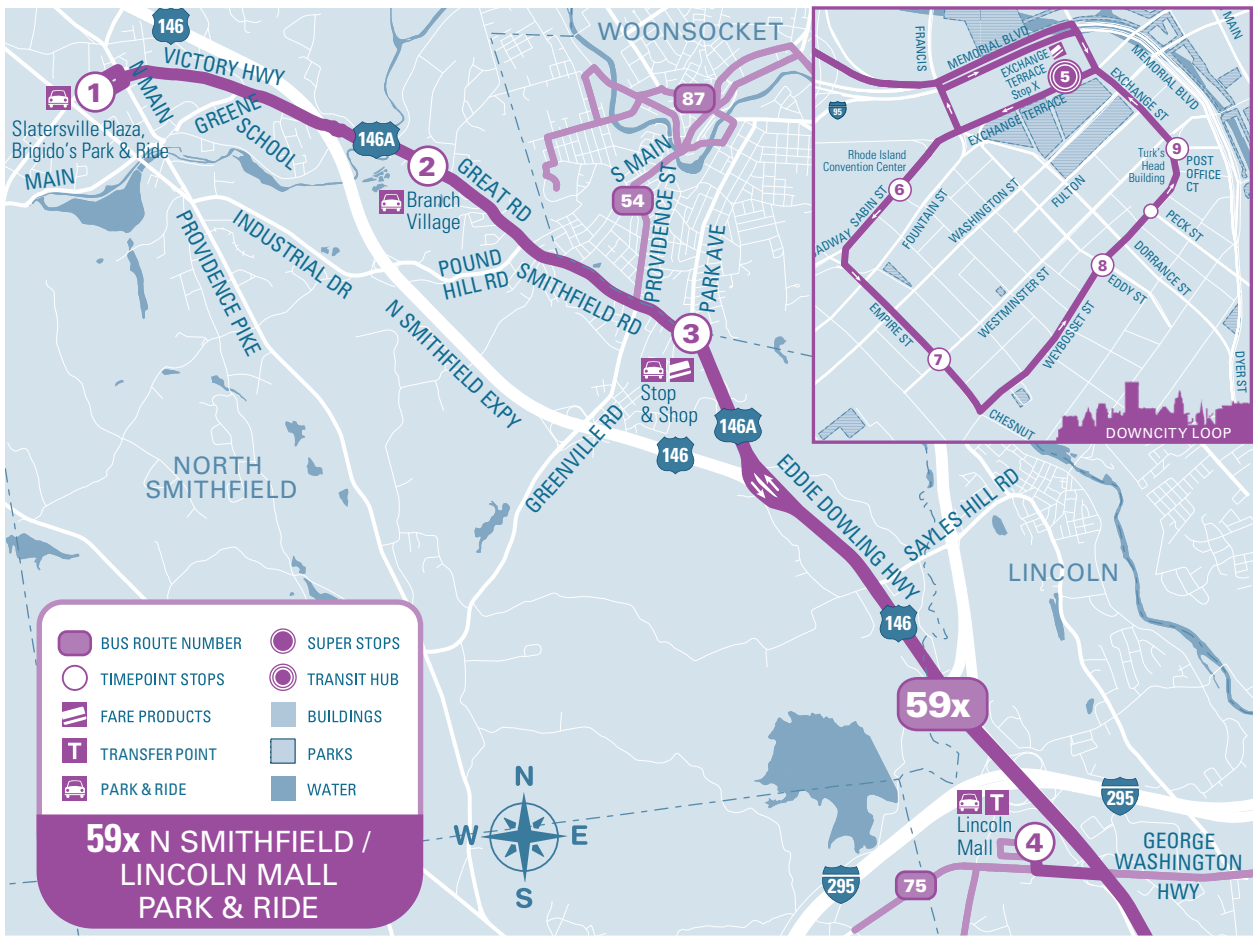 146
VICTORY HWY
N MAIN
1
GREENE
SCHOOL
Slatersville Plaza,
Brigido's Park & Ride
MAIN
146A
2
Branch
Village
GREAT RD
WOONSOCKET
87
S MAIN
54
PROVIDENCE ST
PARK AVE
PROVIDENCE PIKE
INDUSTRIAL DR
POUND
HILL RD
SMITHFIELD RD
N SMITHFIELD EXPY
3
Stop
& Shop
146A
146
GREENVILLE RD
NORTH
SMITHFIELD
EDDIE DOWLING HWY
SAYLES HILL RD
LINCOLN
146
59x
295
Lincoln
Mall
4
GEORGE
WASHINGTON
HWY
295
75
FRANCIS
MEMORIAL BLVD
MAIN
EXCHANGE
TERRACE
Stop X
5
MEMORIAL BLVD
EXCHANGE ST
95
EXCHANGE TERRACE
Rhode Island
Convention Center
6
9
Turk's
Head
Building
POST
OFFICE
CT
ADWAY
SABIN ST
FOUNTAIN ST
WASHINGTON ST
FULTON
PECK ST
DORRANCE ST
8
EDDY ST
EMPIRE ST
WESTMINSTER ST
WEYBOSSET ST
7
CHESNUT
DYER ST
DOWNCITY LOOP
BUS ROUTE NUMBER
SUPER STOPS
TIMEPOINT STOPS
TRANSIT HUB
FARE PRODUCTS
BUILDINGS
T
TRANSFER POINT
PARKS
PARK & RIDE
WATER
59x N SMITHFIELD /
LINCOLN MALL
PARK & RIDE
N
W
E
S
T